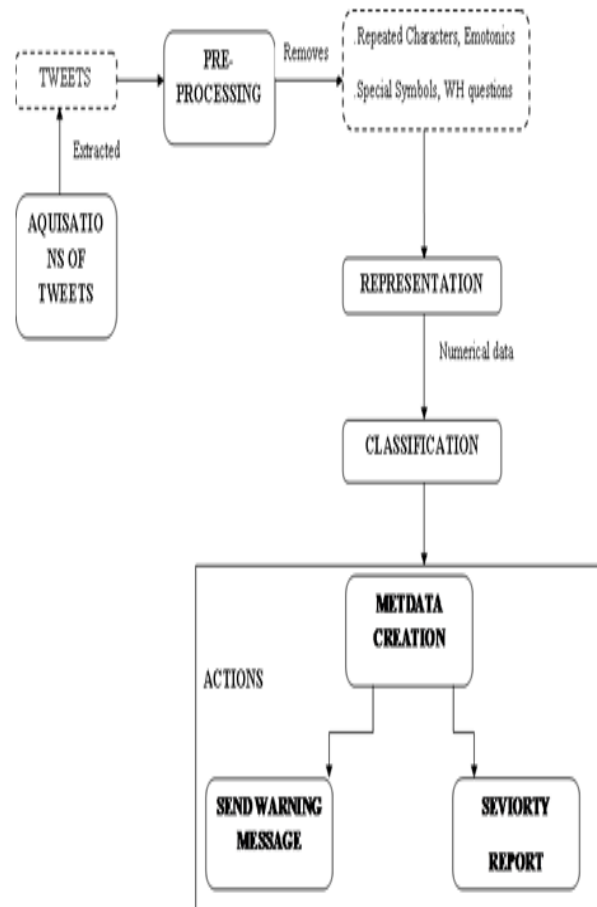 TWEETS
PRE-
PROCESSING
Removes
.Repeated Characters, Emotonics
.Special Symbols, WH questions
Extracted
AQUISATIO
NS OF
TWEETS
REPRESENTATION
Numerical data
CLASSIFICATION
METDATA
CREATION
ACTIONS
SEND WARNING
MESSAGE
SEVIORTY
REPORT